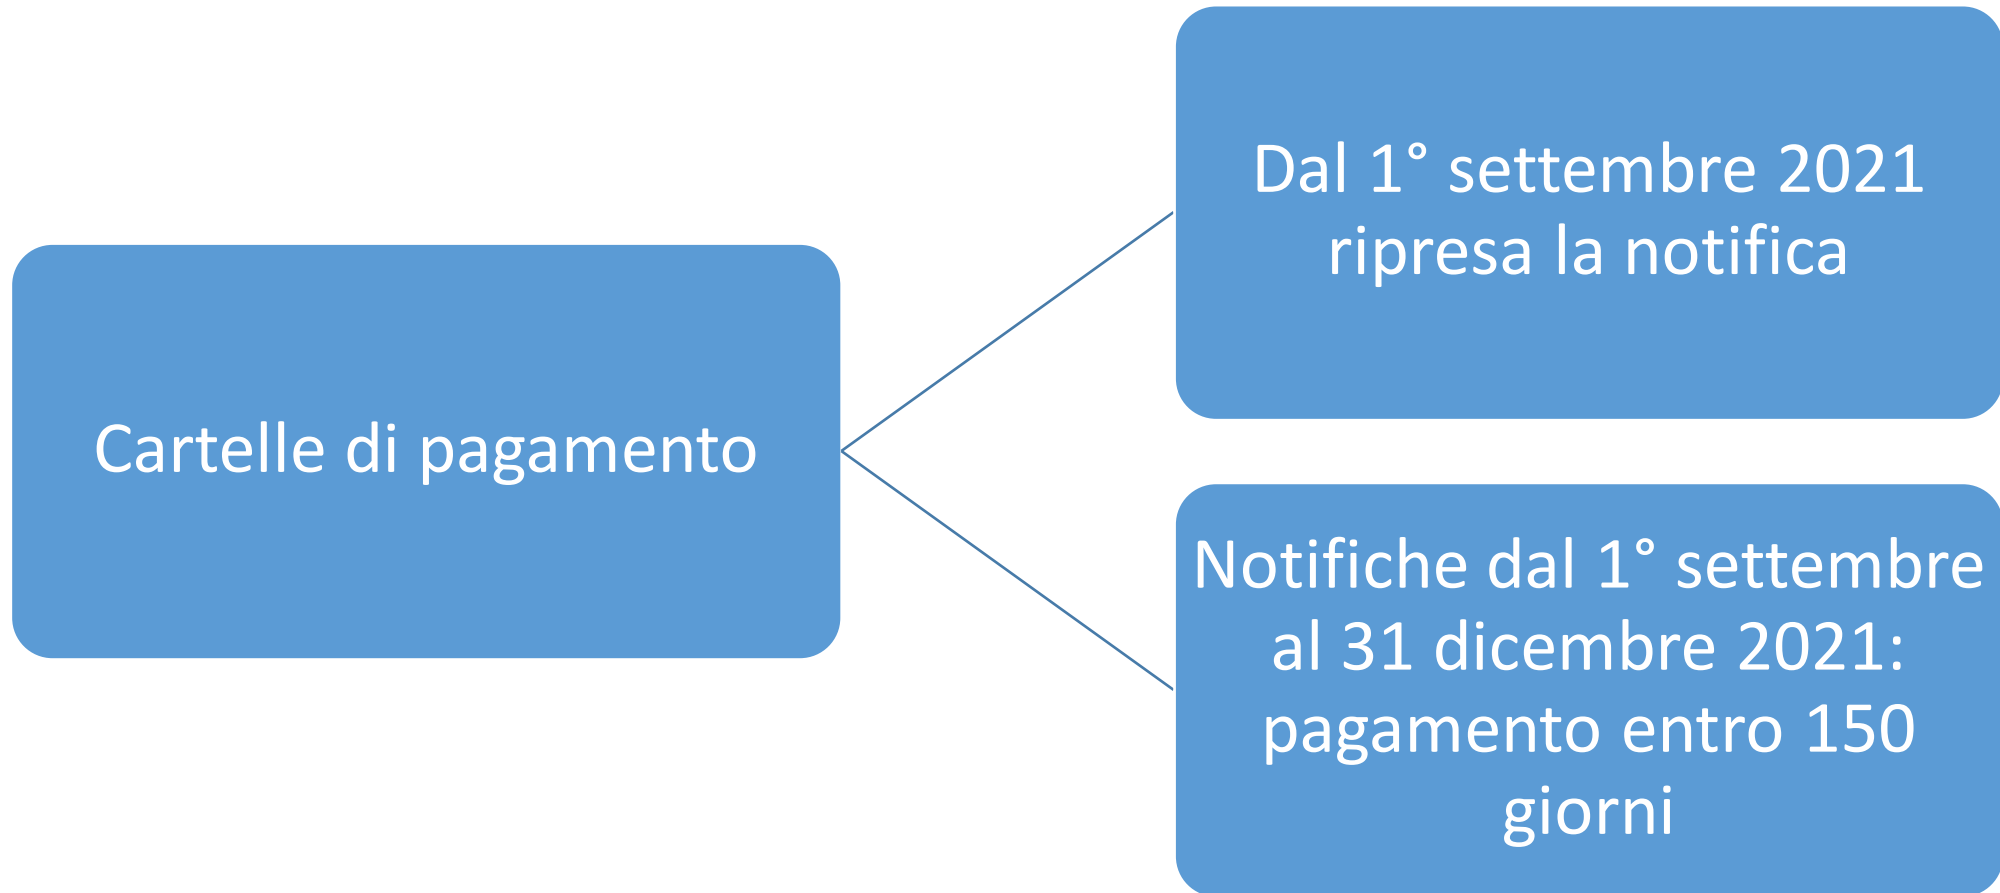 Cartelle di pagamento
Dal 1° settembre 2021
ripresa la notifica
Notifiche dal 1° settembre
al 31 dicembre 2021:
pagamento entro 150
giorni